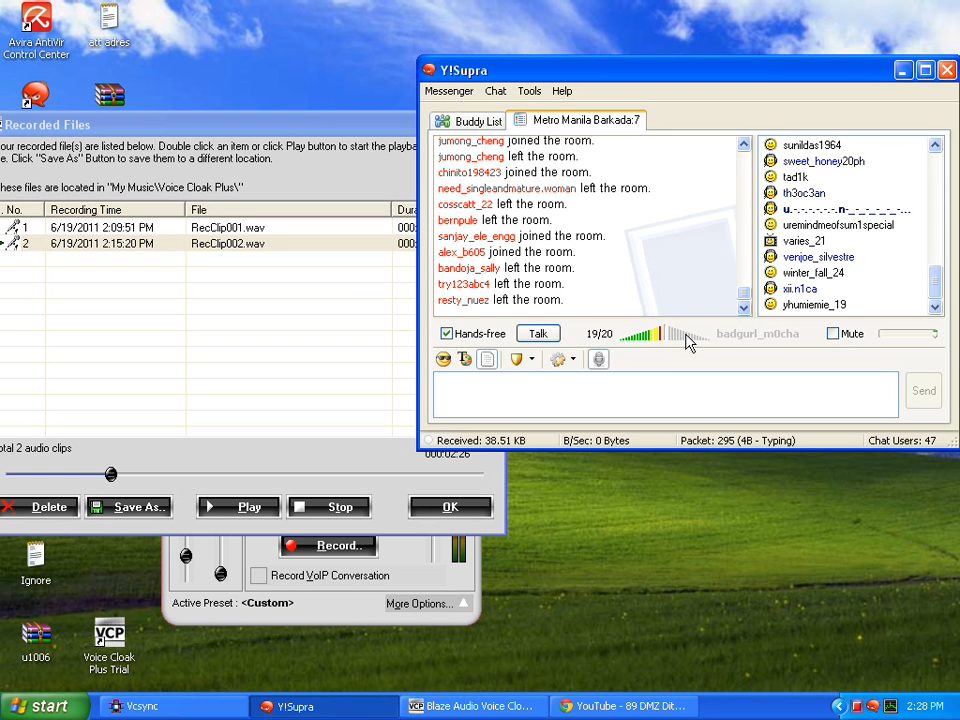 Avira AntiVir
Control Center
att adres
Recorded Files
our recorded file(s) are listed below. Double click an item or click Play button to start the playba
e. Click "Save As" Button to save them to a different location.
hese files are located in "My Music\Voice Cloak Plus\"
No. Recording Time File Dura
1 6/19/2011 2:09:51 PM RecClip001.wav 000:
2 6/19/2011 2:15:20 PM RecClip002.wav 000:
otal 2 audio clips
000:02:26
Delete Save As.. Play Stop OK
Record..
Record VoIP Conversation
Active Preset : <Custom> More Options...
Ignore
u1006
VCP
Voice Cloak
Plus Trial
Y!Supra
Messenger Chat Tools Help
Buddy List Metro Manila Barkada:7
jumong_cheng joined the room.
jumong_cheng left the room.
chinito198423 joined the room.
need_singleandmature.woman left the room.
cosscatt_22 left the room.
bernpule left the room.
sanjay_ele_engg joined the room.
alex_b605 joined the room.
bandoja_sally left the room.
try123abc4 left the room.
resty_nuez left the room.
sunildas1964
sweet_honey20ph
tad1k
th3oc3an
u.-.-.-.-.-.n-_-_-_-_-...
uremindmeofsum1special
varies_21
venjoe_silvestre
winter_fall_24
xii.n1ca
yhumiemie_19
Hands-free Talk 19/20 badgurl_m0cha Mute
Send
Received: 38.51 KB B/Sec: 0 Bytes Packet: 295 (4B - Typing) Chat Users: 47
start Vcsync Y!Supra VCP Blaze Audio Voice Clo... YouTube - 89 DMZ Dit... 2:28 PM